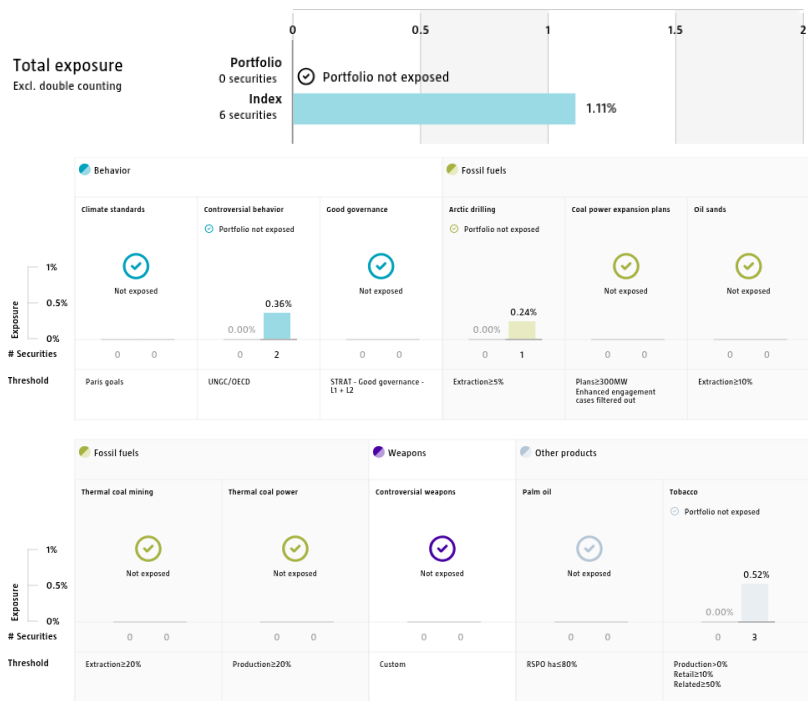 0 0.5 1 1.5 2
Total exposure
Excl. double counting
Portfolio
0 securities
Portfolio not exposed
Index
6 securities
1.11%
Behavior
Fossil fuels
Climate standards
Controversial behavior
Good governance
Arctic drilling
Coal power expansion plans
Oil sands
Portfolio not exposed
Portfolio not exposed
Not exposed
Not exposed
Not exposed
Not exposed
Exposure
1%
0.5%
0%
0.00%
0.36%
0.00%
0.24%
# Securities
0 0
0 2
0 0
0 1
0 0
0 0
Threshold
Paris goals
UNGC/OECD
STRAT - Good governance -
L1 + L2
Extraction≥5%
Plans≥300MW
Enhanced engagement
cases filtered out
Extraction≥10%
Fossil fuels
Weapons
Other products
Thermal coal mining
Thermal coal power
Controversial weapons
Palm oil
Tobacco
Portfolio not exposed
Not exposed
Not exposed
Not exposed
Not exposed
Exposure
1%
0.5%
0%
0.00%
0.52%
# Securities
0 0
0 0
0 0
0 0
0 3
Threshold
Extraction≥20%
Production≥20%
Custom
RSPO ha≤80%
Production>0%
Retail≥10%
Related≥50%